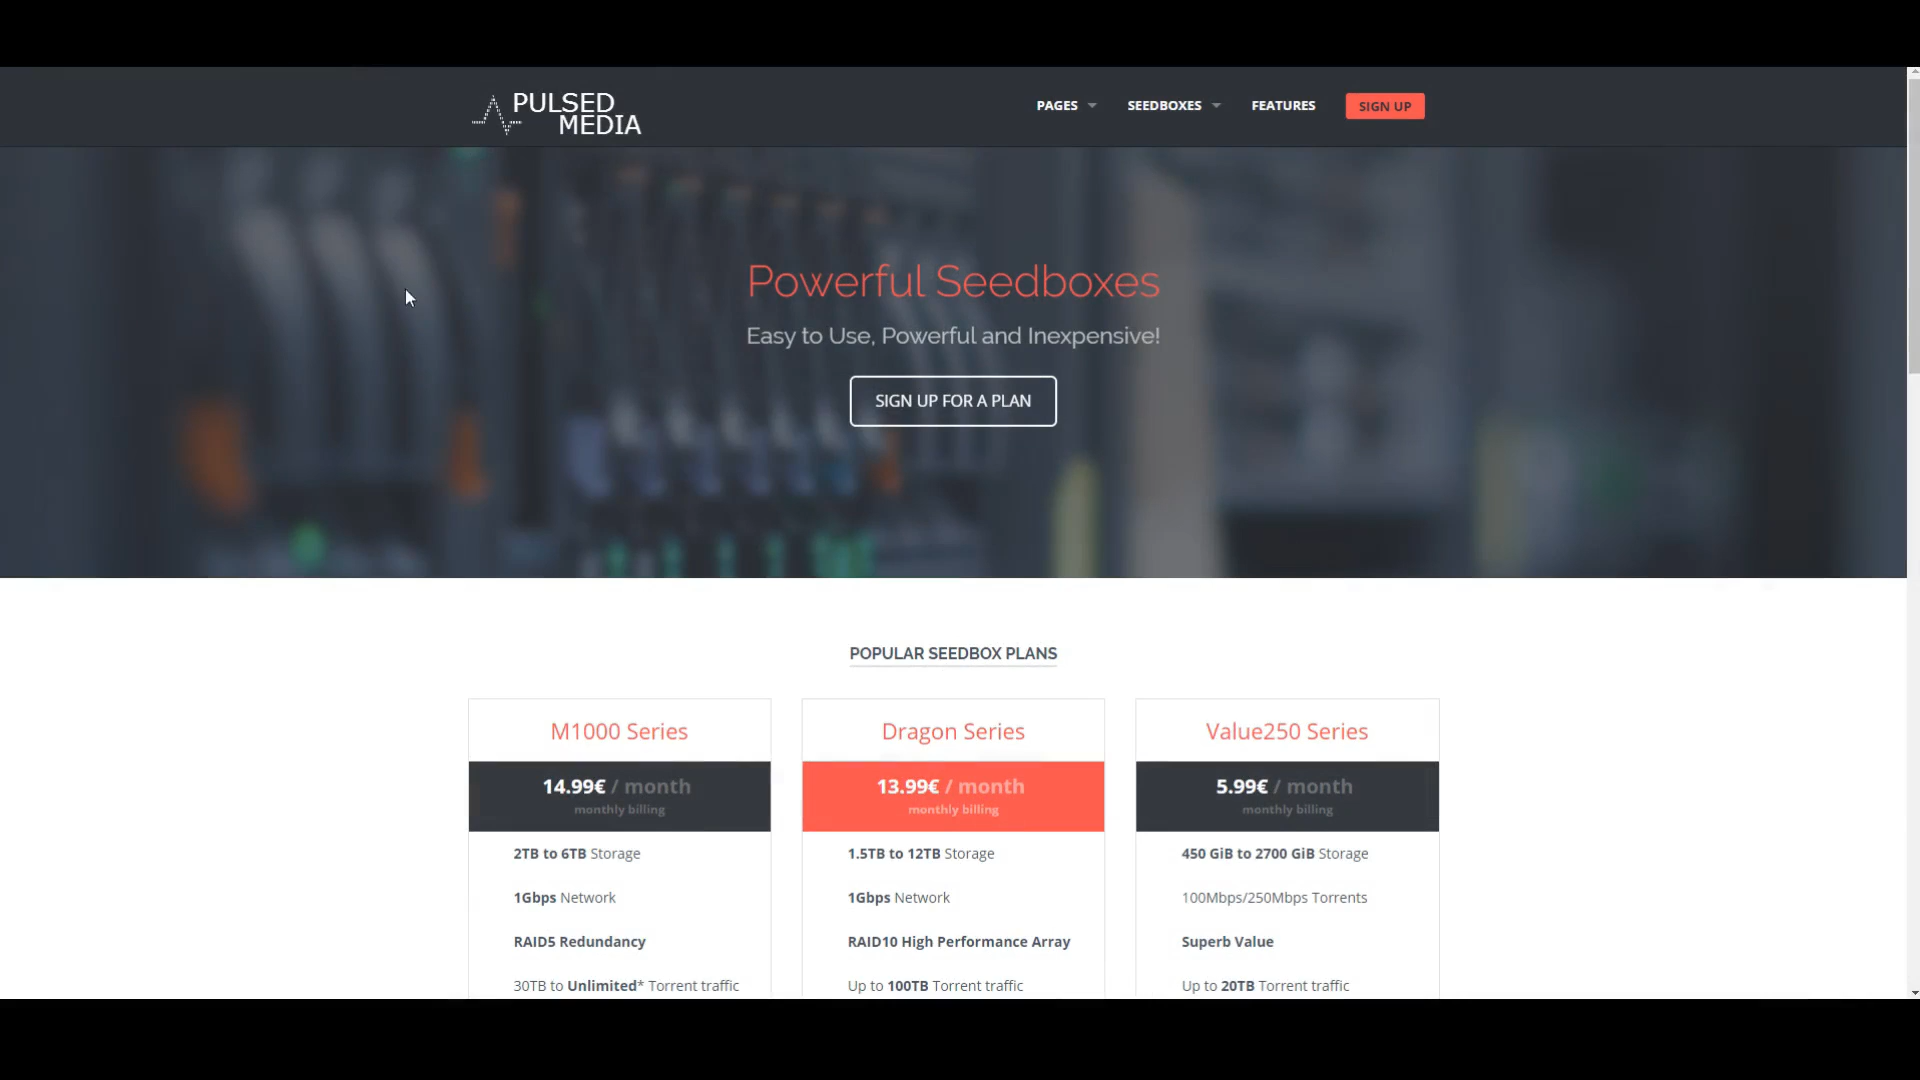 PULSED
MEDIA
PAGES
SEEDBOXES
FEATURES
SIGN UP
Powerful Seedboxes
Easy to Use, Powerful and Inexpensive!
SIGN UP FOR A PLAN
POPULAR SEEDBOX PLANS
M1000 Series
14.99€ / month
monthly billing
2TB to 6TB Storage
1Gbps Network
RAID5 Redundancy
30TB to Unlimited* Torrent traffic
Dragon Series
13.99€ / month
monthly billing
1.5TB to 12TB Storage
1Gbps Network
RAID10 High Performance Array
Up to 100TB Torrent traffic
Value250 Series
5.99€ / month
monthly billing
450 GiB to 2700 GiB Storage
100Mbps/250Mbps Torrents
Superb Value
Up to 20TB Torrent traffic